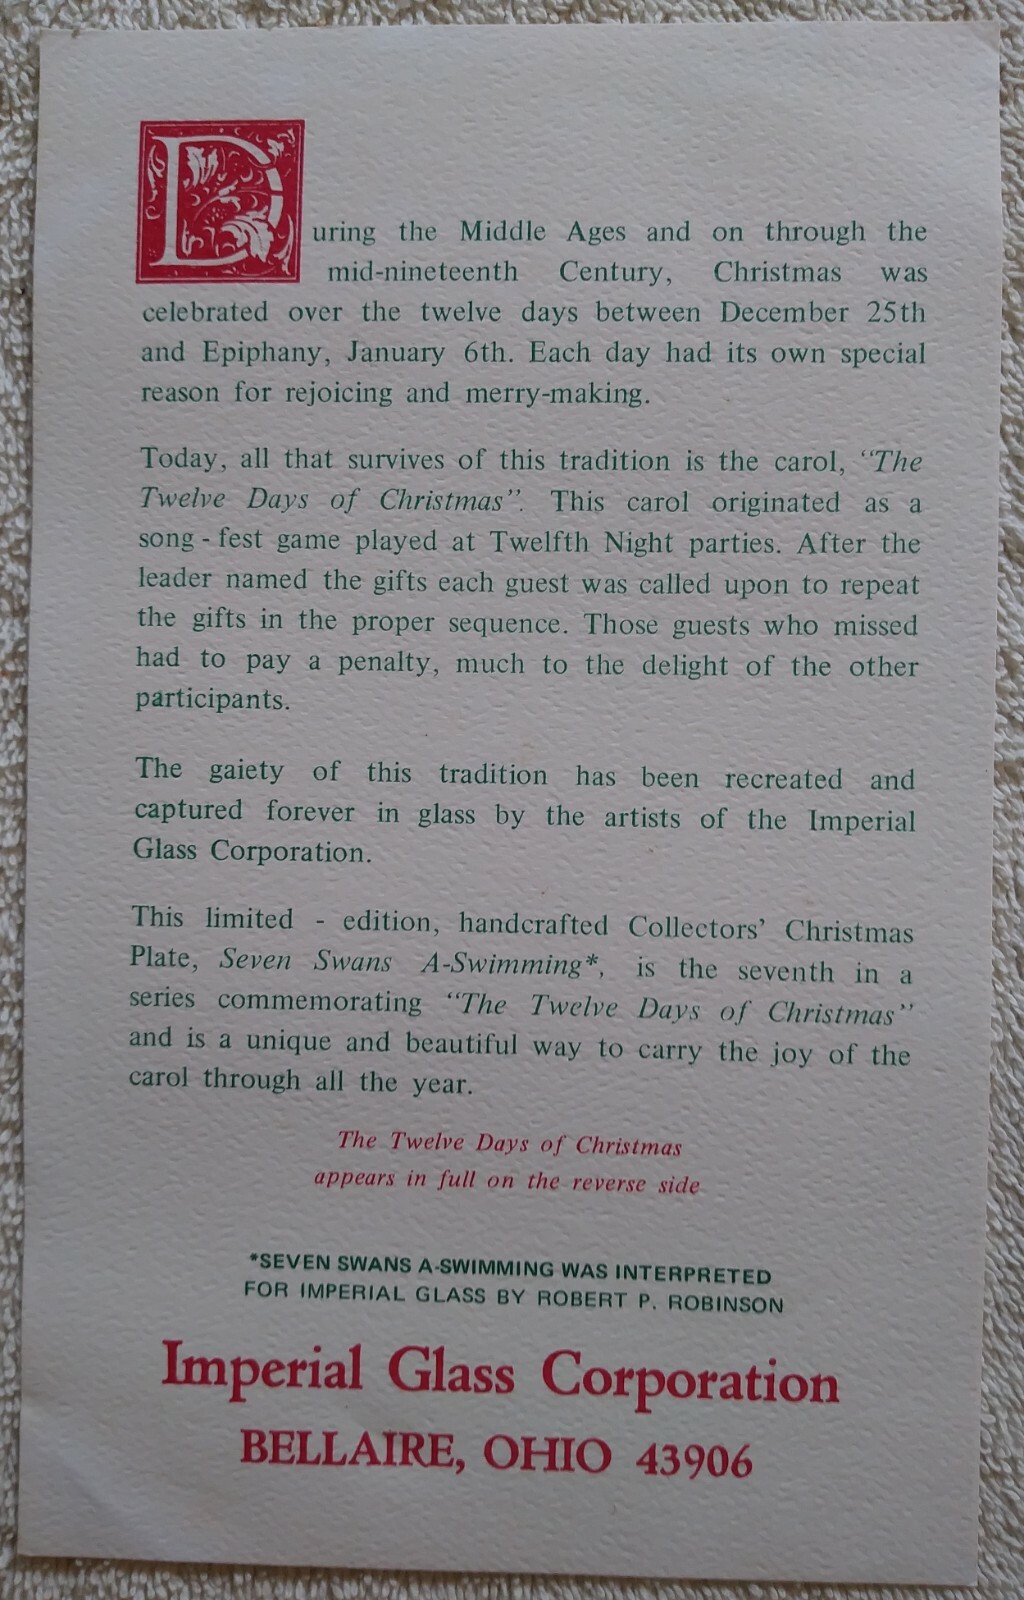 During the Middle Ages and on through the
mid-nineteenth Century, Christmas was
celebrated over the twelve days between December 25th
and Epiphany, January 6th. Each day had its own special
reason for rejoicing and merry-making.
Today, all that survives of this tradition is the carol, “The
Twelve Days of Christmas”. This carol originated as a
song - fest game played at Twelfth Night parties. After the
leader named the gifts each guest was called upon to repeat
the gifts in the proper sequence. Those guests who missed
had to pay a penalty, much to the delight of the other
participants.
The gaiety of this tradition has been recreated and
captured forever in glass by the artists of the Imperial
Glass Corporation.
This limited - edition, handcrafted Collectors’ Christmas
Plate, Seven Swans A-Swimming*, is the seventh in a
series commemorating “The Twelve Days of Christmas”
and is a unique and beautiful way to carry the joy of the
carol through all the year.
The Twelve Days of Christmas
appears in full on the reverse side
*SEVEN SWANS A-SWIMMING WAS INTERPRETED
FOR IMPERIAL GLASS BY ROBERT P. ROBINSON
Imperial Glass Corporation
BELLAIRE, OHIO 43906